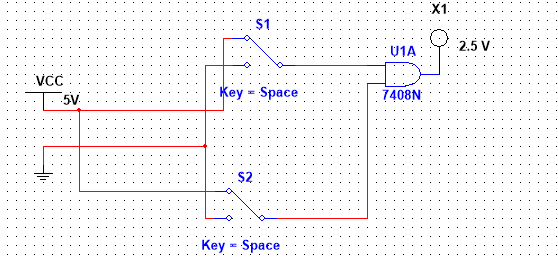 X1
S1
2.5 V
U1A
VCC
5V
Key = Space
7408N
S2
Key = Space